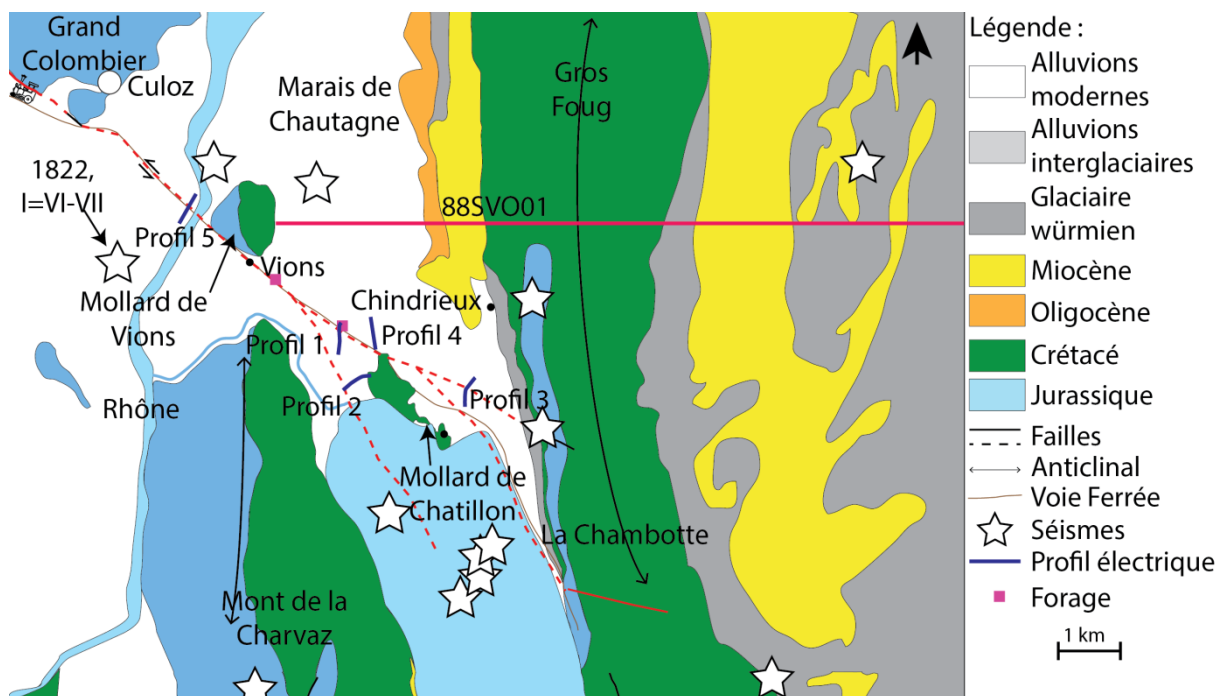 Grand
Colombier
Culoz
Marais de
Chautagne
Gros
Foug
1822,
I=VI-VII
88SVO01
Profil 5
Vions
Mollard de
Vions
Chindrieux
Profil 1
Profil 4
Rhône
Profil 2
Profil 3
Mollard de
Chatillon
La Chambotte
Mont de la
Charvaz
Légende :
Alluvions
modernes
Alluvions
interglaciaires
Glaciaire
würmien
Miocène
Oligocène
Crétacé
Jurassique
Failles
Anticlinal
Voie Ferrée
Séismes
Profil électrique
Forage
1 km